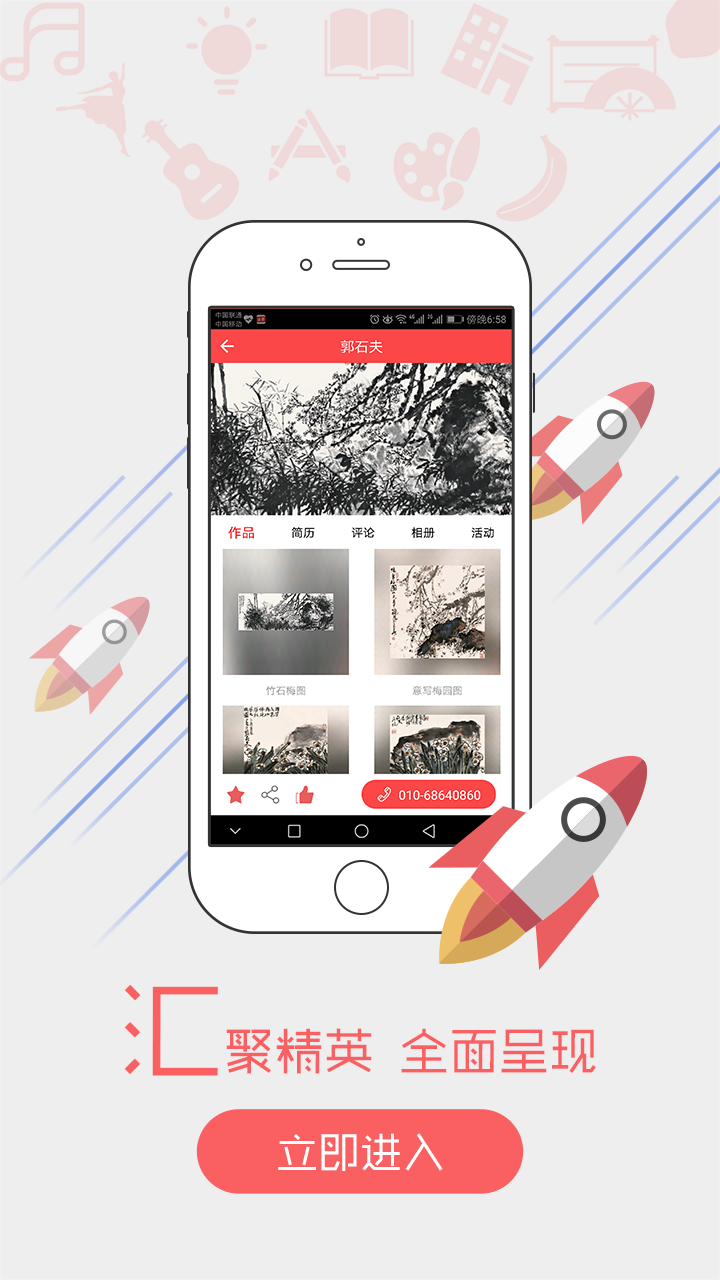 中国联通
中国移动
傍晚6:58
郭石夫
作品 简历 评论 相册 活动
竹石梅图 意写梅园图
010-68640860
汇聚精英 全面呈现
立即进入